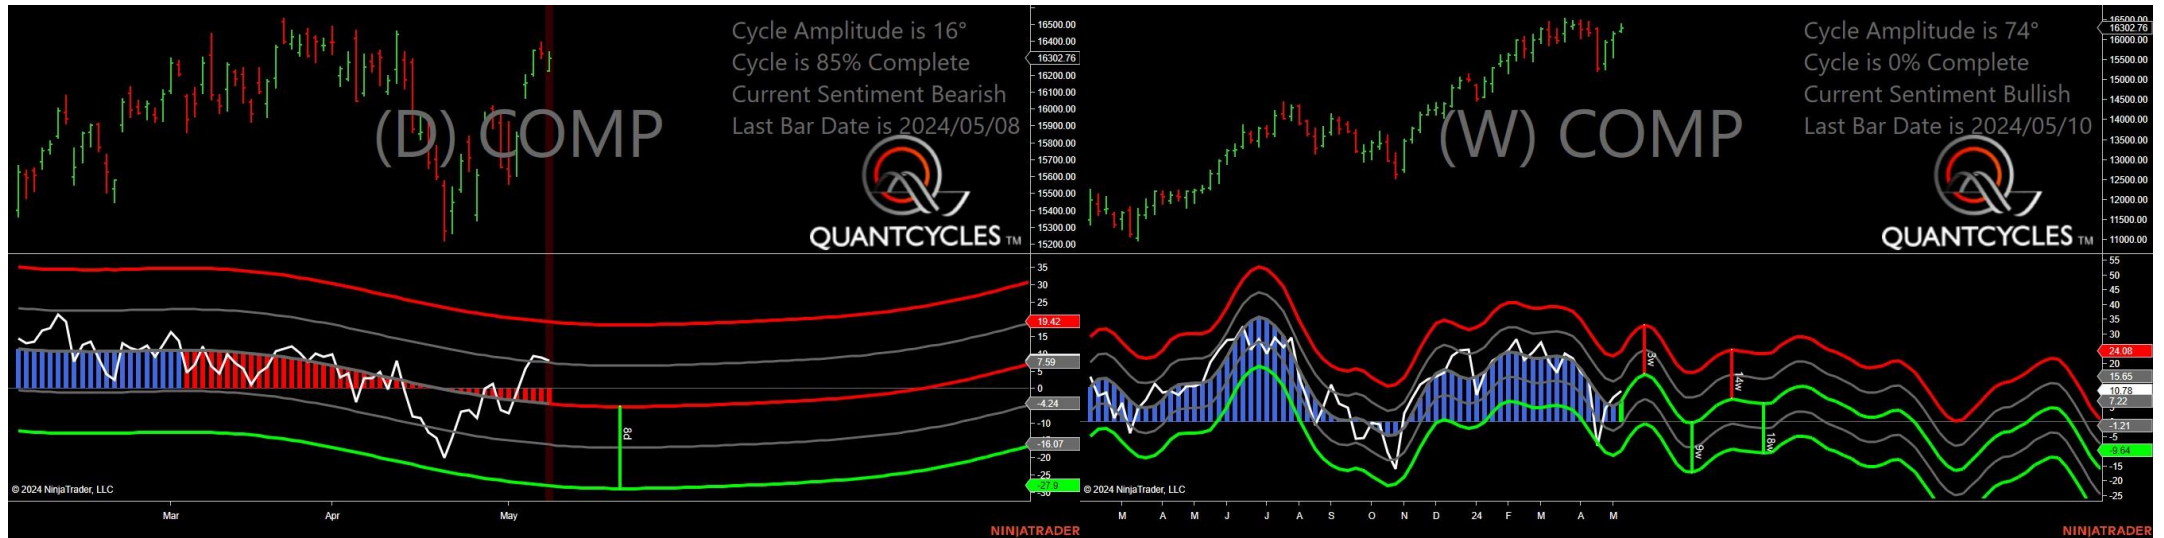 Cycle Amplitude is 16°
Cycle is 85% Complete
Current Sentiment Bearish
Last Bar Date is 2024/05/08
(D) COMP
QUANTCYCLES TM
16500.00
16400.00
16302.76
16200.00
16100.00
16000.00
15900.00
15800.00
15700.00
15600.00
15500.00
15400.00
15300.00
15200.00
35
30
25
19.42
15
7.59
5
0
-4.24
-10
-16.07
-20
-25
-27.9
-30
8d
© 2024 NinjaTrader, LLC
Mar Apr May
NINJATRADER
Cycle Amplitude is 74°
Cycle is 0% Complete
Current Sentiment Bullish
Last Bar Date is 2024/05/10
(W) COMP
QUANTCYCLES TM
16500.00
16302.76
16000.00
15500.00
15000.00
14500.00
14000.00
13500.00
13000.00
12500.00
12000.00
11500.00
11000.00
55
50
45
40
35
30
24.08
20
15.65
10.78
7.22
-1.21
-5
-9.64
-15
-20
-25
14w
9w
18w
© 2024 NinjaTrader, LLC
M A M J J A S O N D 24 F M A M
NINJATRADER